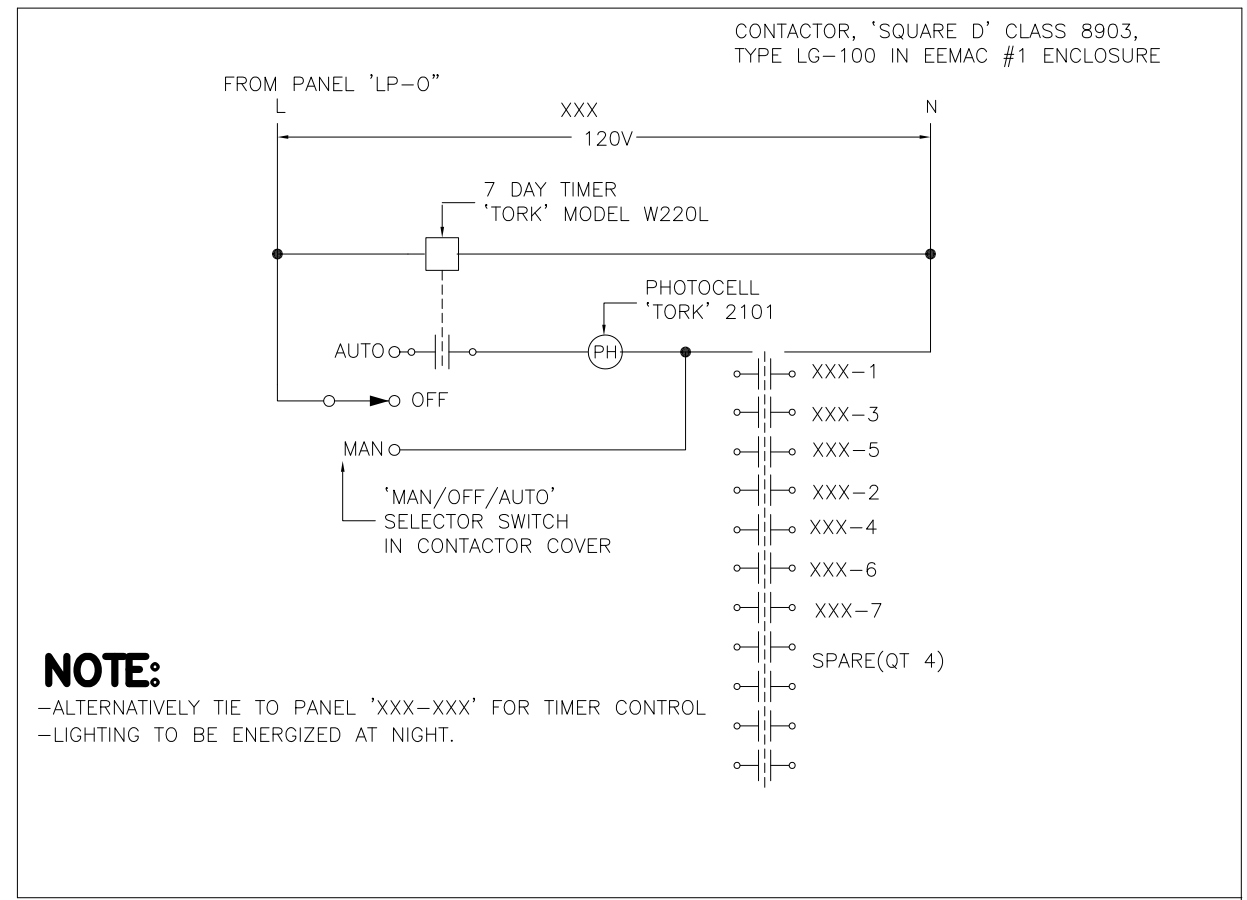 CONTACTOR, 'SQUARE D' CLASS 8903,
TYPE LG-100 IN EEMAC #1 ENCLOSURE
FROM PANEL 'LP-O"
L
XXX
N
120V
7 DAY TIMER
'TORK' MODEL W220L
PHOTOCELL
'TORK' 2101
AUTO
PH
XXX-1
OFF
XXX-3
MAN
XXX-5
'MAN/OFF/AUTO'
SELECTOR SWITCH
IN CONTACTOR COVER
XXX-2
XXX-4
XXX-6
XXX-7
SPARE(QT 4)
NOTE:
-ALTERNATIVELY TIE TO PANEL 'XXX-XXX' FOR TIMER CONTROL
-LIGHTING TO BE ENERGIZED AT NIGHT.